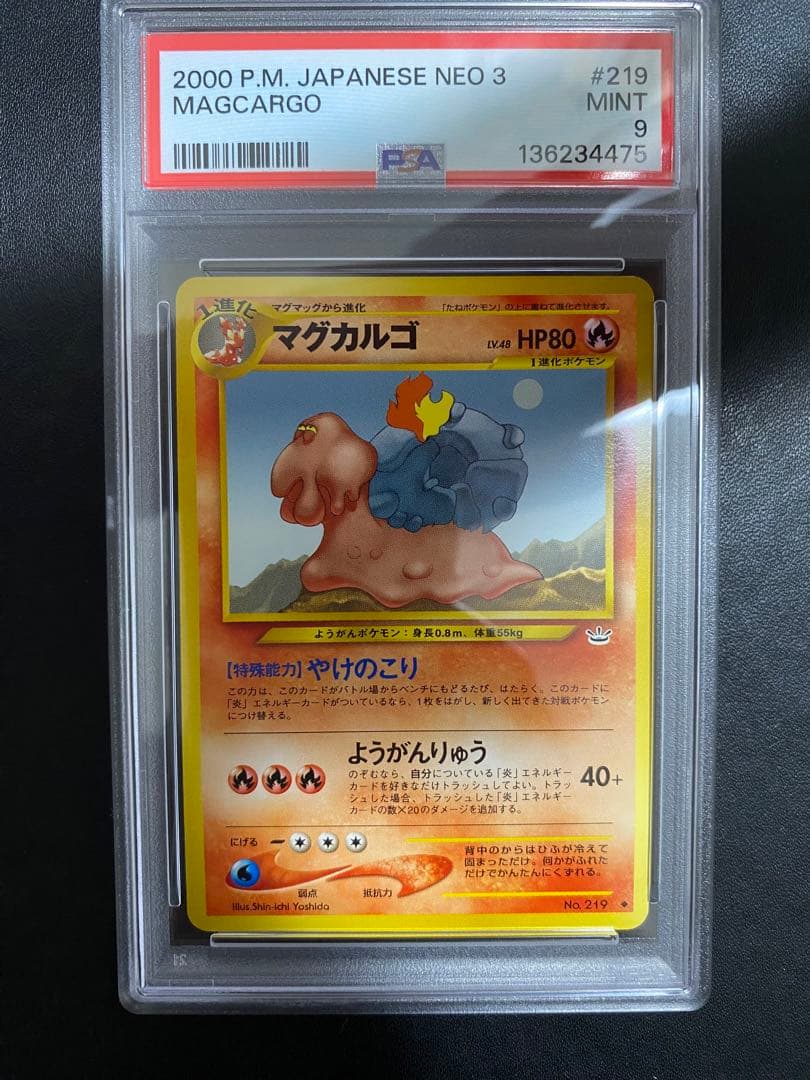 2000 P.M. JAPANESE NEO 3 #219
MAGCARGO MINT
9
PSA 136234475
1進化 マグマッグから進化 「たねポケモン」の上に重ねて進化させます。
マグカルゴ LV.48 HP80
1進化ポケモン
ようがんポケモン：身長0.8m、体重55kg
【特殊能力】やけのこり
この力は、このカードがバトル場からベンチにもどるたび、はたらく。このカードに
「炎」エネルギーカードがついているなら、1枚をはがし、新しく出てきた対戦ポケモン
につけ替える。
ようがんりゅう
のぞむなら、自分についている「炎」エネルギー
カードを好きなだけトラッシュしてよい。トラッ
シュした場合、トラッシュした「炎」エネルギー
カードの数×20のダメージを追加する。
40+
にげる
弱点 抵抗力
背中のからはひふが冷えて
固まっただけ。何かがふれた
だけでかんたんにくずれる。
Illus.Shin-ichi Yoshida No. 219